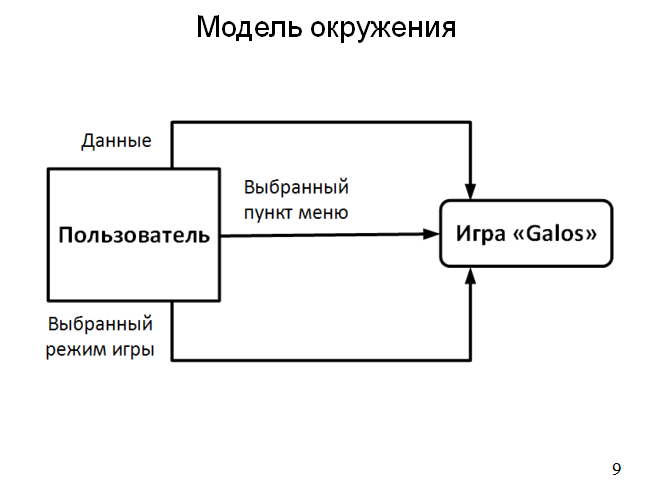 Модель окружения
Данные
Выбранный
пункт меню
Пользователь
Игра «Galos»
Выбранный
режим игры
9